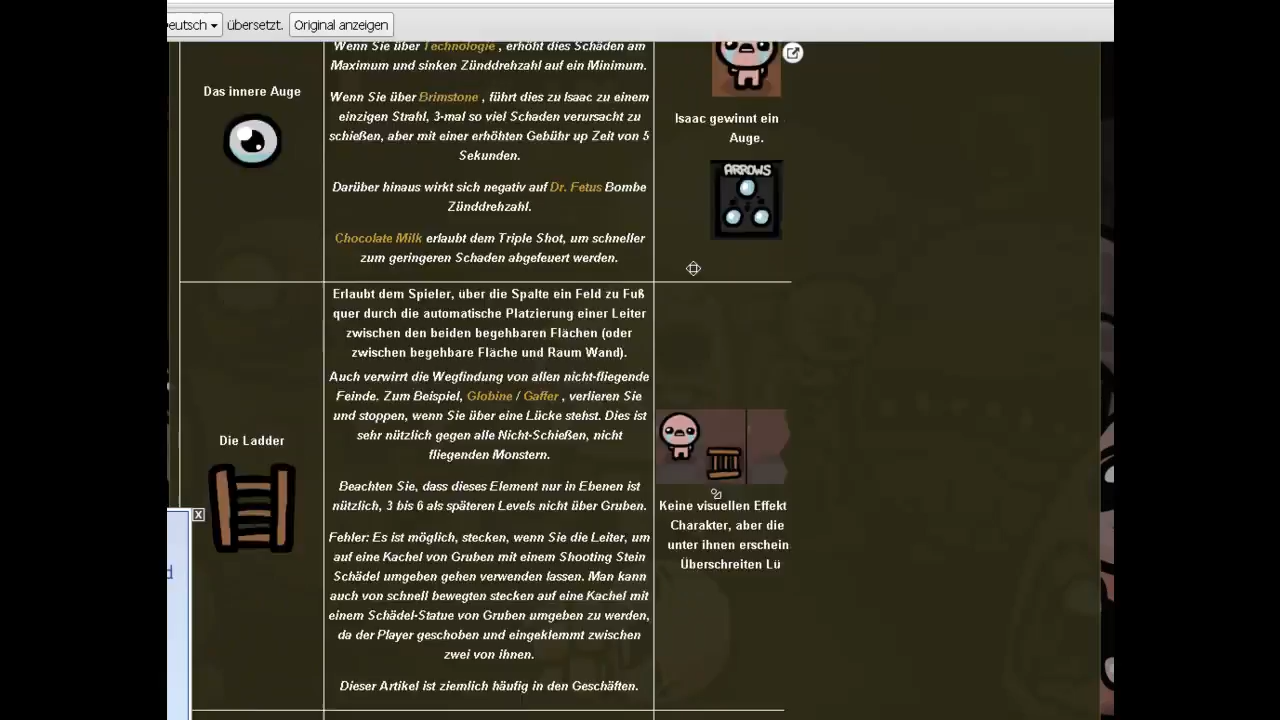 eutsch übersetzt. Original anzeigen
Wenn Sie über Technologie , erhöht dies Schäden am
Maximum und sinken Zünddrehzahl auf ein Minimum.
Das innere Auge
Wenn Sie über Brimstone , führt dies zu Isaac zu einem
einzigen Strahl, 3-mal so viel Schaden verursacht zu
schießen, aber mit einer erhöhten Gebühr up Zeit von 5
Sekunden.
Darüber hinaus wirkt sich negativ auf Dr. Fetus Bombe
Zünddrehzahl.
Chocolate Milk erlaubt dem Triple Shot, um schneller
zum geringeren Schaden abgefeuert werden.
Isaac gewinnt ein
Auge.
ARROWS
Die Ladder
Erlaubt dem Spieler, über die Spalte ein Feld zu Fuß
quer durch die automatische Platzierung einer Leiter
zwischen den beiden begehbaren Flächen (oder
zwischen begehbare Fläche und Raum Wand).
Auch verwirrt die Wegfindung von allen nicht-fliegende
Feinde. Zum Beispiel, Globine / Gaffer , verlieren Sie
und stoppen, wenn Sie über eine Lücke stehst. Dies ist
sehr nützlich gegen alle Nicht-Schießen, nicht
fliegenden Monstern.
Beachten Sie, dass dieses Element nur in Ebenen ist
nützlich, 3 bis 6 als späteren Levels nicht über Gruben.
Fehler: Es ist möglich, stecken, wenn Sie die Leiter, um
auf eine Kachel von Gruben mit einem Shooting Stein
Schädel umgeben gehen verwenden lassen. Man kann
auch von schnell bewegten stecken auf eine Kachel mit
einem Schädel-Statue von Gruben umgeben zu werden,
da der Player geschoben und eingeklemmt zwischen
zwei von ihnen.
Dieser Artikel ist ziemlich häufig in den Geschäften.
Keine visuellen Effekt
Charakter, aber die
unter ihnen erschein
Überschreiten Lü
X
d